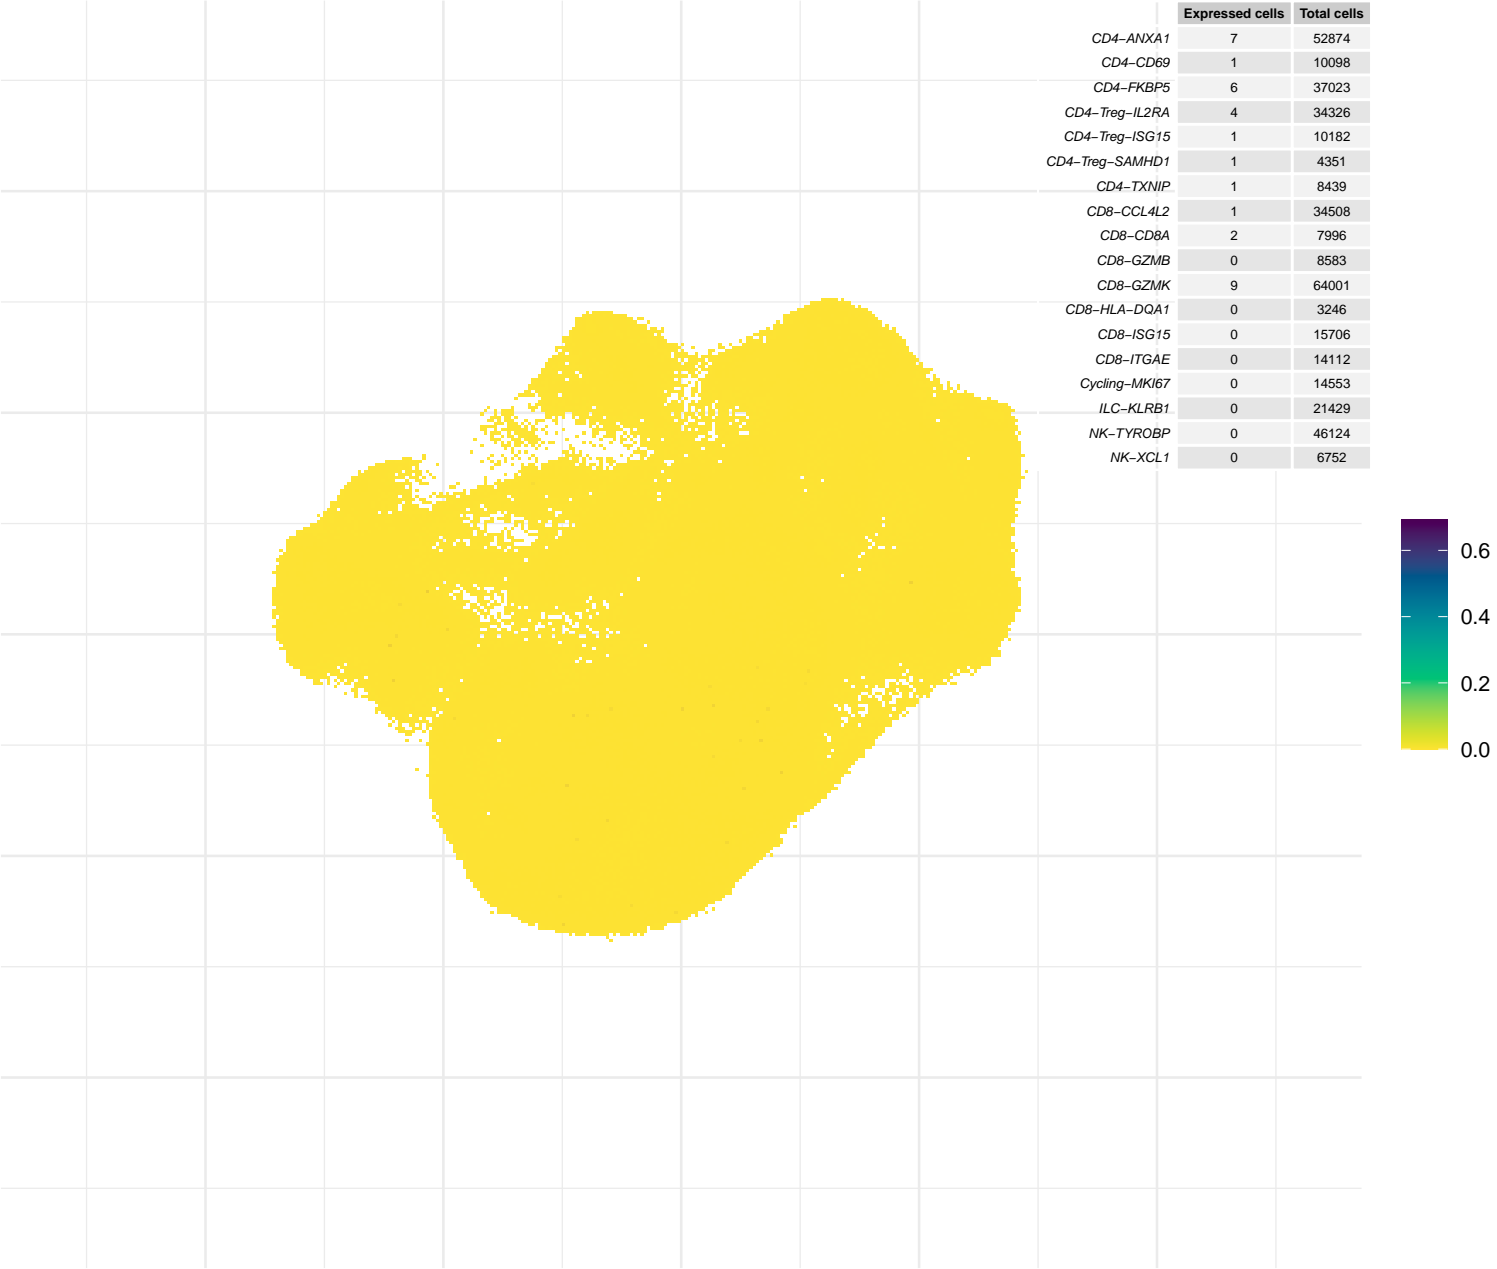 Expressed cells Total cells
CD4−ANXA1 7 52874
CD4−CD69 1 10098
CD4−FKBP5 6 37023
CD4−Treg−IL2RA 4 34326
CD4−Treg−ISG15 1 10182
CD4−Treg−SAMHD1 1 4351
CD4−TXNIP 1 8439
CD8−CCL4L2 1 34508
CD8−CD8A 2 7996
CD8−GZMB 0 8583
CD8−GZMK 9 64001
CD8−HLA−DQA1 0 3246
CD8−ISG15 0 15706
CD8−ITGAE 0 14112
Cycling−MKI67 0 14553
ILC−KLRB1 0 21429
NK−TYROBP 0 46124
NK−XCL1 0 6752
0.6
0.4
0.2
0.0